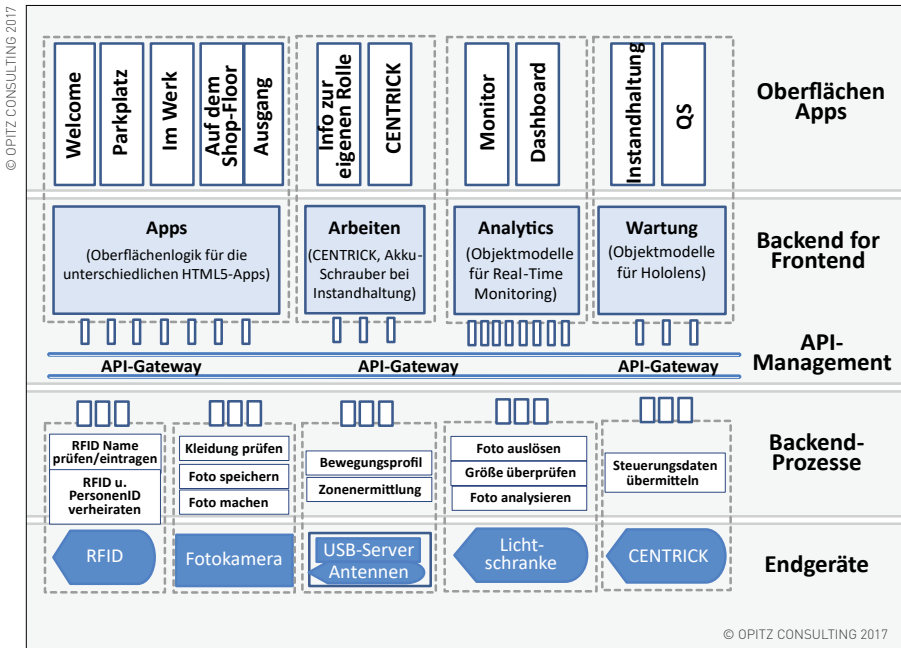 © OPITZ CONSULTING 2017
Welcome
Parkplatz
Im Werk
Auf dem
Shop-Floor
Ausgang
Info zur
eigenen Rolle
CENTRICK
Monitor
Dashboard
Instandhaltung
QS
Oberflächen
Apps
Apps
(Oberflächenlogik für die
unterschiedlichen HTML5-Apps)
Arbeiten
(CENTRICK, Akku-
Schrauber bei
Instandhaltung)
Analytics
(Objektmodelle
für Real-Time
Monitoring)
Wartung
(Objektmodelle
für Hololens)
Backend for
Frontend
API-Gateway
API-Gateway
API-Gateway
API-
Management
RFID Name
prüfen/eintragen
RFID u.
PersonenID
verheiraten
Kleidung prüfen
Foto speichern
Foto machen
Bewegungsprofil
Zonenermittlung
Foto auslösen
Größe überprüfen
Foto analysieren
Steuerungsdaten
übermitteln
Backend-
Prozesse
RFID
Fotokamera
USB-Server
Antennen
Licht-
schranke
CENTRICK
Endgeräte
© OPITZ CONSULTING 2017